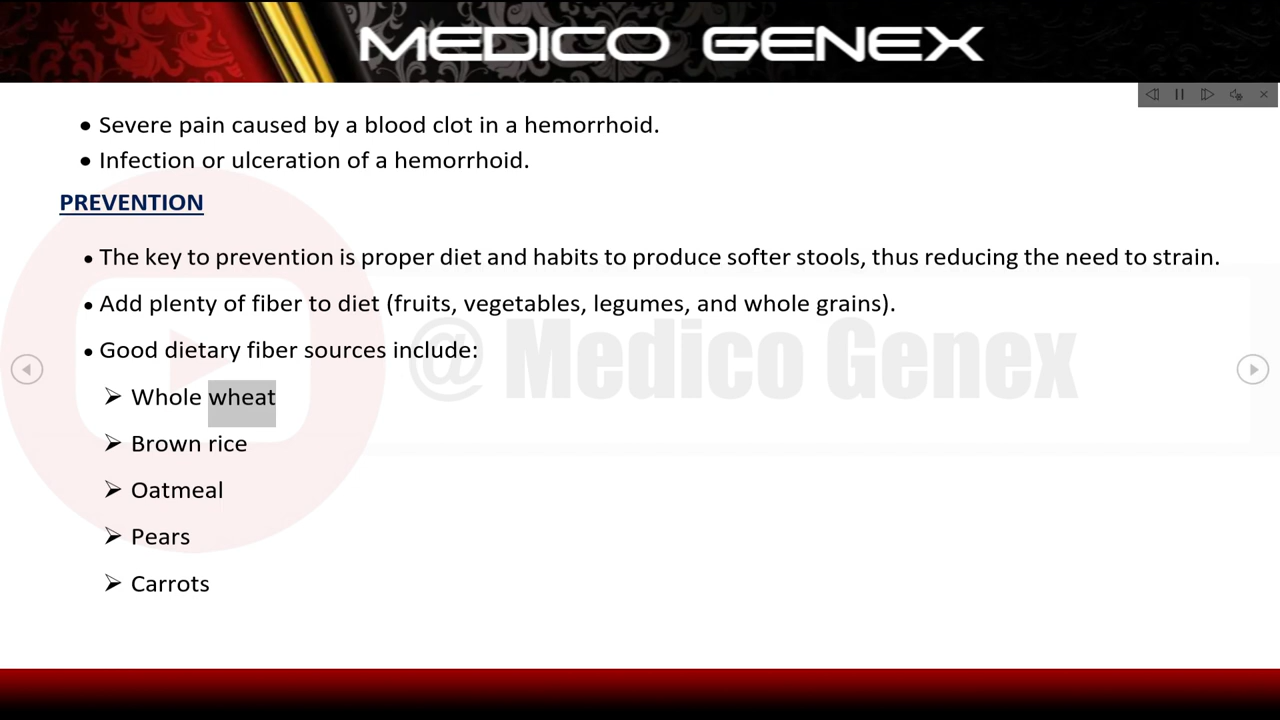 MEDICO GENEX
• Severe pain caused by a blood clot in a hemorrhoid.
• Infection or ulceration of a hemorrhoid.
PREVENTION
• The key to prevention is proper diet and habits to produce softer stools, thus reducing the need to strain.
• Add plenty of fiber to diet (fruits, vegetables, legumes, and whole grains).
• Good dietary fiber sources include:
@ Medico Genex
➢ Whole wheat
➢ Brown rice
➢ Oatmeal
➢ Pears
➢ Carrots